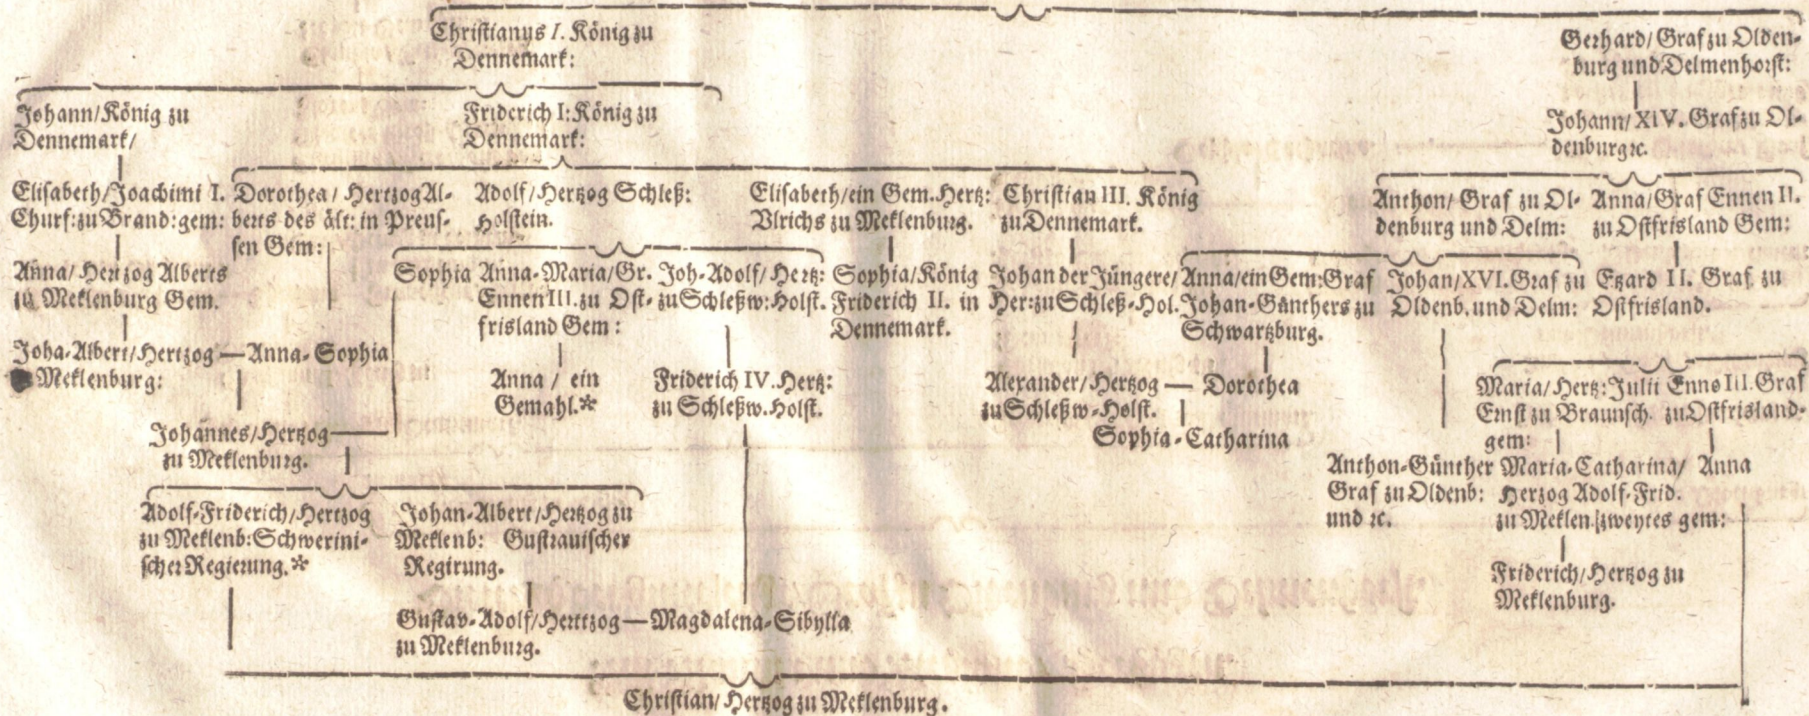 Christianus I. König zu
Dennemark:
Gerhard/Graf zu Olden-
burg und Delmenhorst:
Johann/König zu
Dennemark/
Friderich I: König zu
Dennemark:
Johann/XIV. Graf zu Ol-
denburg ꝛc.
Elisabeth/Joachimi I.
Churf: zu Brand: gem:
Dorothea/Hertzog Al-
berts des ält: in Preus-
sen Gem:
Adolf/Hertzog Schleß:
Holstein.
Elisabeth/ein Gem. Hertz:
Vlrichs zu Meklenburg.
Christian III. König
zu Dennemark.
Anthon/Graf zu Ol-
denburg und Delm:
Anna/Graf Ennen II.
zu Ostfrisland Gem:
Anna/Hertzog Alberts
zu Meklenburg Gem.
Sophia
Anna-Maria/Gr.
Ennen III. zu Ost-
frisland Gem:
Joh-Adolf/Hertz:
zu Schleßw: Holst.
Sophia/König
Friderich II. in
Dennemark.
Johan der Jüngere/
Her: zu Schleß-Hol.
Anna/ein Gem: Graf
Johan-Günthers zu
Schwartzburg.
Johan/XVI. Graf zu
Oldenb. und Delm:
Etzard II. Graf zu
Ostfrisland.
Joha-Albert/Hertzog — Anna-Sophia
Meklenburg:
Anna/ein
Gemahl.*
Friderich IV. Hertz:
zu Schleßw. Holst.
Alexander/Hertzog — Dorothea
zu Schleßw-Holst.
Maria/Hertz: Julii
Ernst zu Braunsch.
gem:
Enno III. Graf
zu Ostfrisland.
Johannes/Hertzog
zu Meklenburg.
Sophia-Catharina
Anthon-Günther
Graf zu Oldenb:
und ꝛc.
Maria-Catharina/
Herzog Adolf-Frid.
zu Meklen/zweytes gem:
Anna
Adolf-Friderich/Hertzog
zu Meklenb: Schwerini-
scher Regierung.*
Johan-Albert/Hertzog zu
Meklenb: Gustrauischer
Regirung.
Friderich/Hertzog zu
Meklenburg.
Gustav-Adolf/Herttzog — Magdalena-Sibylla
zu Meklenburg.
Christian/Hertzog zu Meklenburg.